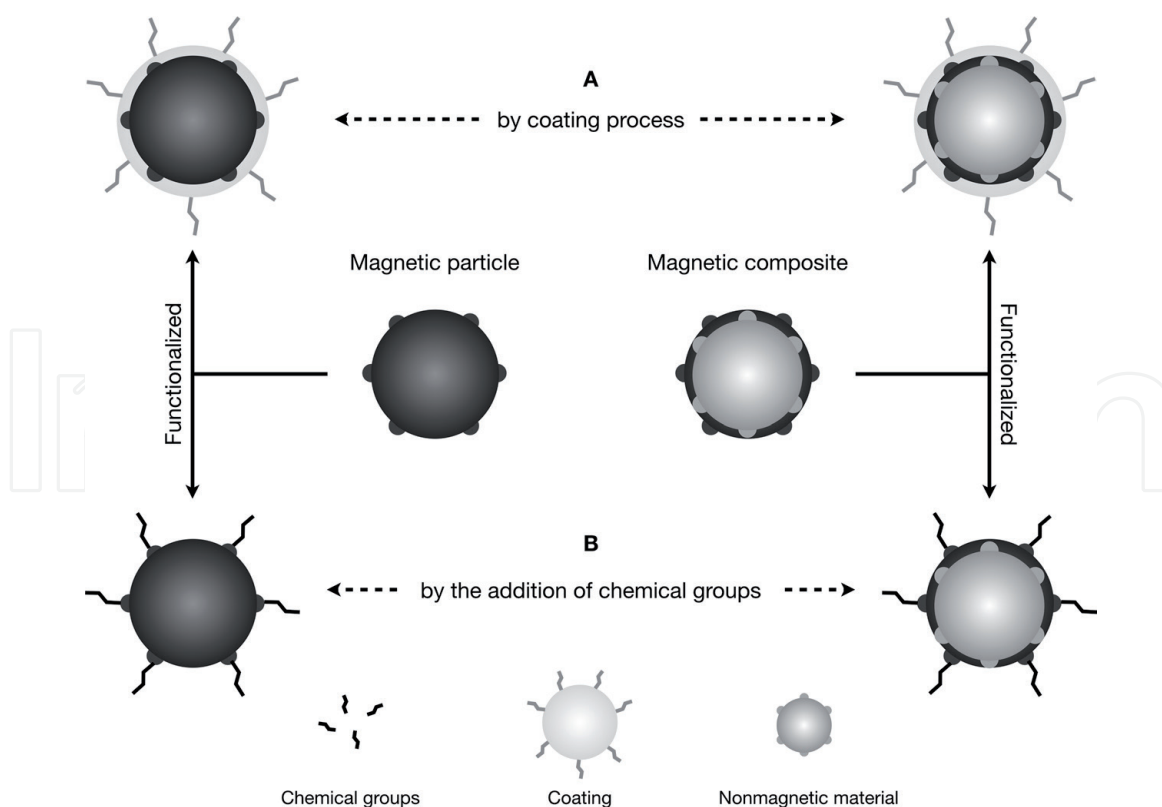 A
by coating process
Magnetic particle
Magnetic composite
Functionalized
Functionalized
B
by the addition of chemical groups
Chemical groups
Coating
Nonmagnetic material